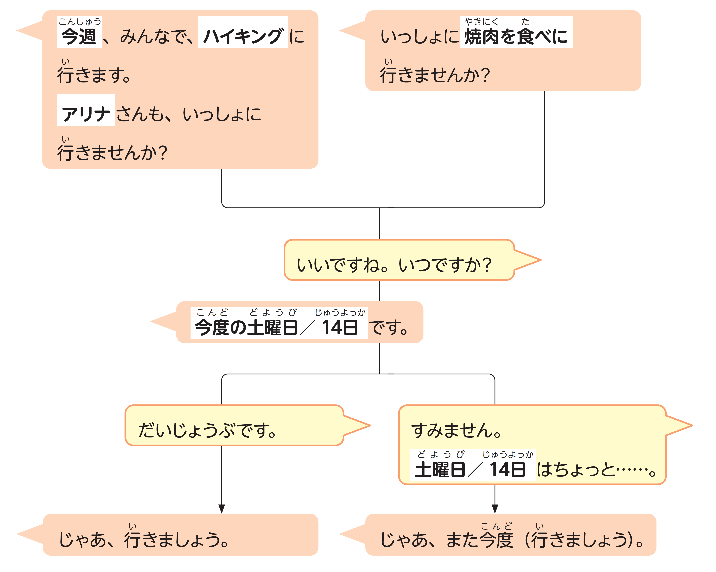 今週、みんなで、ハイキングに
行きます。
アリナさんも、いっしょに
行きませんか？
いっしょに焼肉を食べに
行きませんか？
いいですね。いつですか？
今度の土曜日／14日です。
だいじょうぶです。
すみません。
土曜日／14日はちょっと……。
じゃあ、行きましょう。
じゃあ、また今度（行きましょう）。